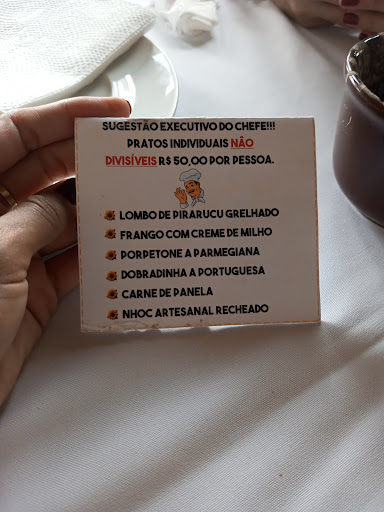 SUGESTÃO EXECUTIVO DO CHEFE!!!
PRATOS INDIVIDUAIS NÃO
DIVISÍVEIS R$ 50,00 POR PESSOA.
LOMBO DE PIRARUCU GRELHADO
FRANGO COM CREME DE MILHO
PORPETONE A PARMEGIANA
DOBRADINHA A PORTUGUESA
CARNE DE PANELA
NHOC ARTESANAL RECHEADO